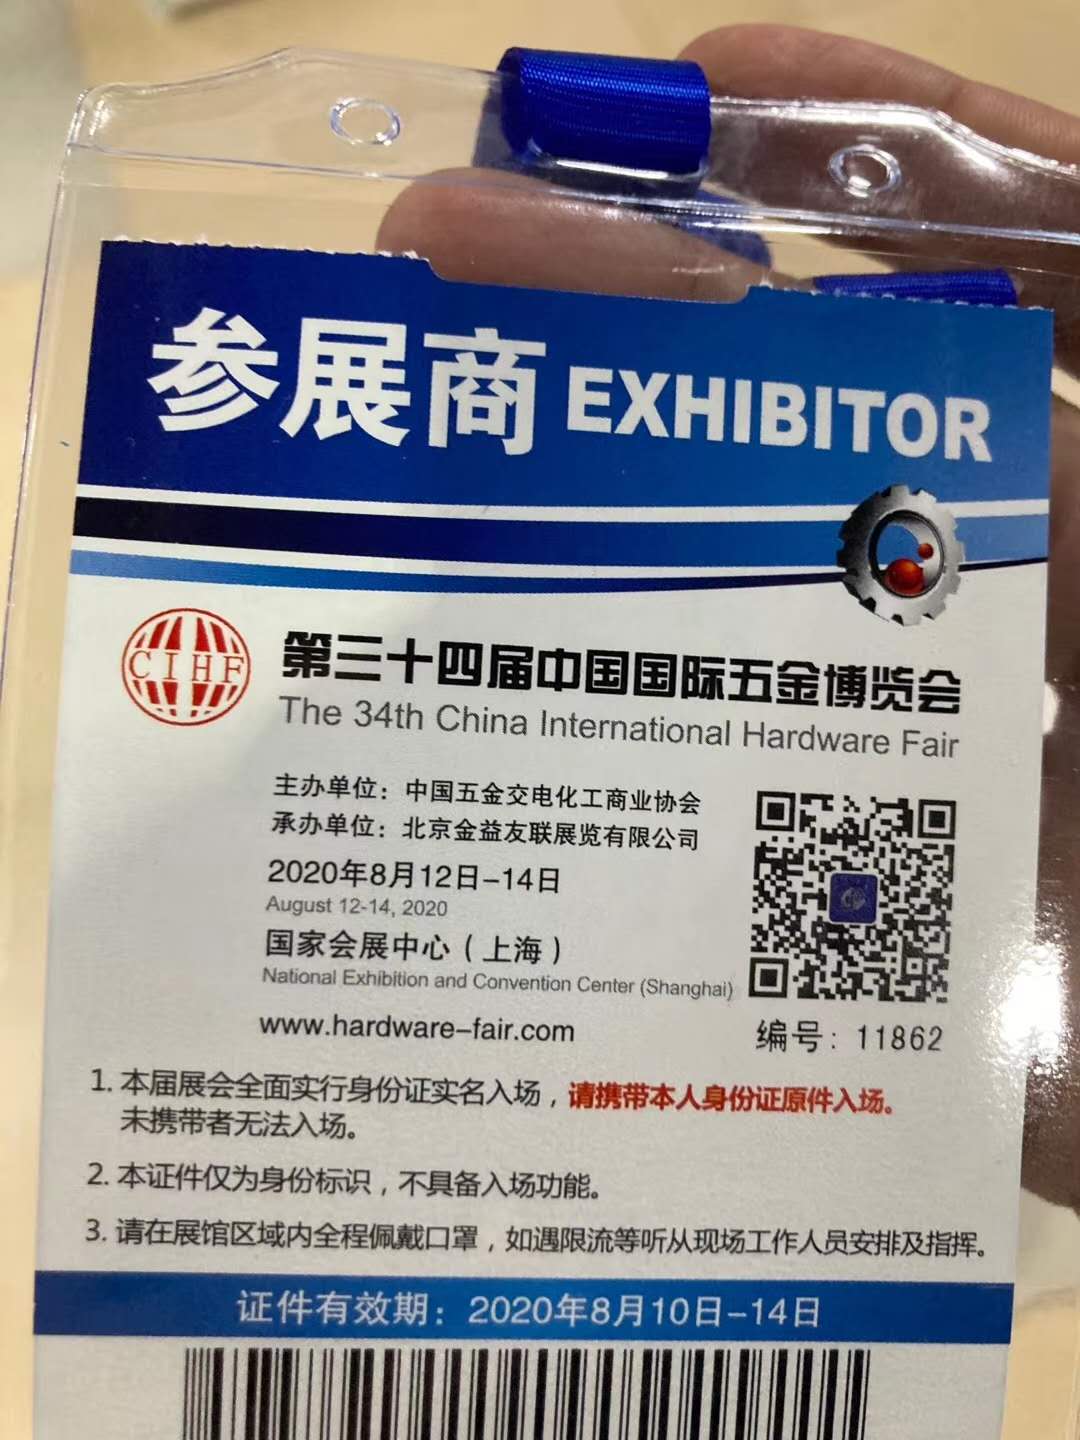 参展商 EXHIBITOR
CIHF
第三十四届中国国际五金博览会
The 34th China International Hardware Fair
主办单位：中国五金交电化工商业协会
承办单位：北京金益友联展览有限公司
2020年8月12日-14日
August 12-14, 2020
国家会展中心（上海）
National Exhibition and Convention Center (Shanghai)
www.hardware-fair.com
编号：11862
1. 本届展会全面实行身份证实名入场，请携带本人身份证原件入场。
未携带者无法入场。
2. 本证件仅为身份标识，不具备入场功能。
3. 请在展馆区域内全程佩戴口罩，如遇限流等听从现场工作人员安排及指挥。
证件有效期：2020年8月10日-14日